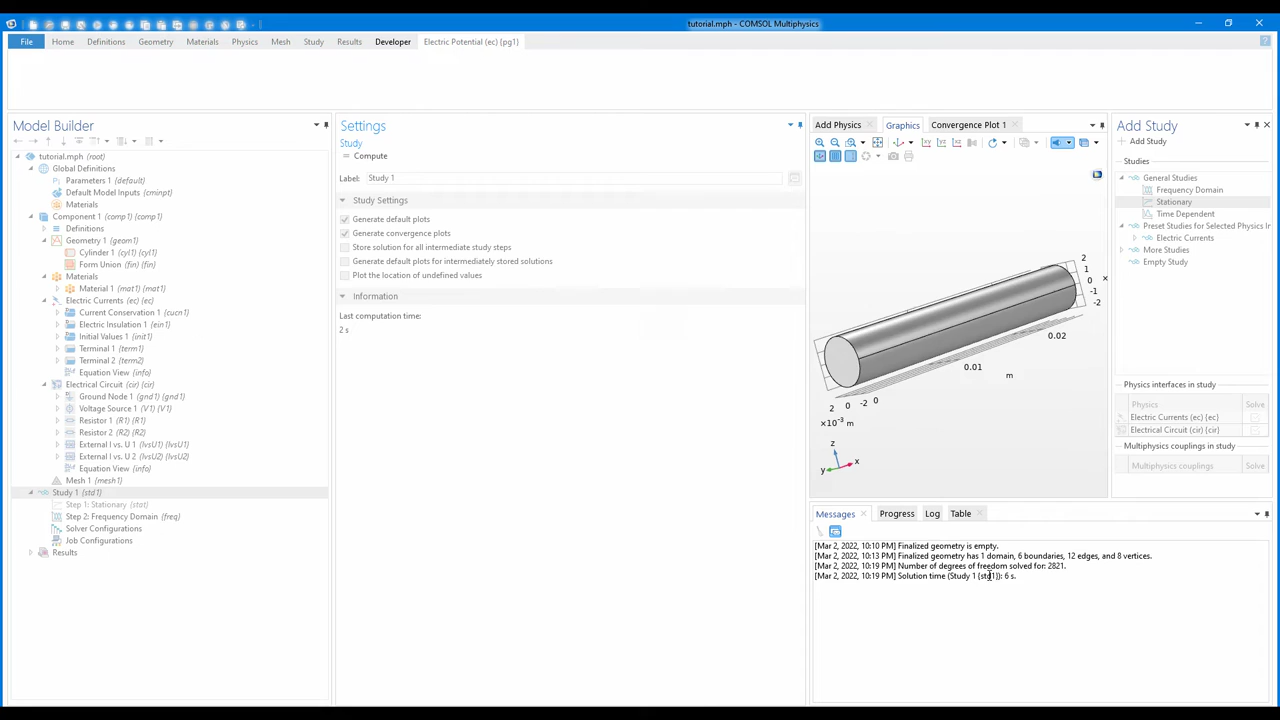 tutorial.mph - COMSOL Multiphysics
File Home Definitions Geometry Materials Physics Mesh Study Results Developer Electric Potential (ec) {pg1}
Model Builder
tutorial.mph (root)
Global Definitions
Parameters 1 (default)
Default Model Inputs {cminpt}
Materials
Component 1 (comp1) {comp1}
Definitions
Geometry 1 {geom1}
Cylinder 1 (cyl1) {cyl1}
Form Union (fin) {fin}
Materials
Material 1 (mat1) {mat1}
Electric Currents (ec) {ec}
Current Conservation 1 {cucn1}
Electric Insulation 1 {ein1}
Initial Values 1 {init1}
Terminal 1 {term1}
Terminal 2 {term2}
Equation View {info}
Electrical Circuit (cir) {cir}
Ground Node 1 (gnd1) {gnd1}
Voltage Source 1 (V1) {V1}
Resistor 1 (R1) {R1}
Resistor 2 (R2) {R2}
External I vs. U 1 (IvsU1) {IvsU1}
External I vs. U 2 (IvsU2) {IvsU2}
Equation View {info}
Mesh 1 {mesh1}
Study 1 {std1}
Step 1: Stationary {stat}
Step 2: Frequency Domain {freq}
Solver Configurations
Job Configurations
Results
Settings
Study
= Compute
Label: Study 1
Study Settings
Generate default plots
Generate convergence plots
Store solution for all intermediate study steps
Generate default plots for intermediately stored solutions
Plot the location of undefined values
Information
Last computation time:
2 s
Add Physics Graphics Convergence Plot 1
2
1
0
-1
-2
x
0.02
0.01
m
2 0 -2 0
×10⁻³ m
z
y x
Add Study
Add Study
Studies
General Studies
Frequency Domain
Stationary
Time Dependent
Preset Studies for Selected Physics In
Electric Currents
More Studies
Empty Study
Physics interfaces in study
Physics Solve
Electric Currents (ec) {ec}
Electrical Circuit (cir) {cir}
Multiphysics couplings in study
Multiphysics couplings Solve
Messages Progress Log Table
[Mar 2, 2022, 10:10 PM] Finalized geometry is empty.
[Mar 2, 2022, 10:13 PM] Finalized geometry has 1 domain, 6 boundaries, 12 edges, and 8 vertices.
[Mar 2, 2022, 10:19 PM] Number of degrees of freedom solved for: 2821.
[Mar 2, 2022, 10:19 PM] Solution time (Study 1 {std1}): 6 s.